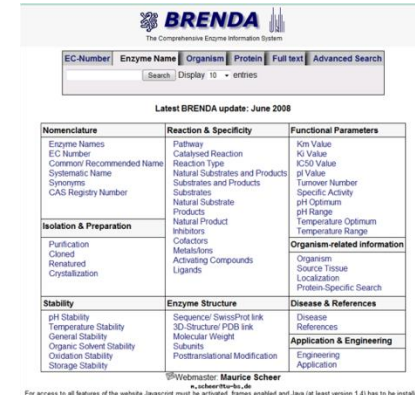 BRENDA
The Comprehensive Enzyme Information System
EC-Number Enzyme Name Organism Protein Full text Advanced Search
Search Display 10 entries
Latest BRENDA update: June 2008
Nomenclature
Enzyme Names
EC Number
Common/ Recommended Name
Systematic Name
Synonyms
CAS Registry Number
Isolation & Preparation
Purification
Cloned
Renatured
Crystallization
Reaction & Specificity
Pathway
Catalysed Reaction
Reaction Type
Natural Substrates and Products
Substrates and Products
Substrates
Natural Substrate
Products
Natural Product
Inhibitors
Cofactors
Metals/Ions
Activating Compounds
Ligands
Functional Parameters
Km Value
Ki Value
IC50 Value
pI Value
Turnover Number
Specific Activity
pH Optimum
pH Range
Temperature Optimum
Temperature Range
Organism-related information
Organism
Source Tissue
Localization
Protein-Specific Search
Stability
pH Stability
Temperature Stability
General Stability
Organic Solvent Stability
Oxidation Stability
Storage Stability
Enzyme Structure
Sequence/ SwissProt link
3D-Structure/ PDB link
Molecular Weight
Subunits
Posttranslational Modification
Disease & References
Disease
References
Application & Engineering
Engineering
Application
Webmaster: Maurice Scheer
m.scheer@tu-bs.de
For access to all features of the website Javascript must be activated, frames enabled and Java (at least version 1.4) has to be install